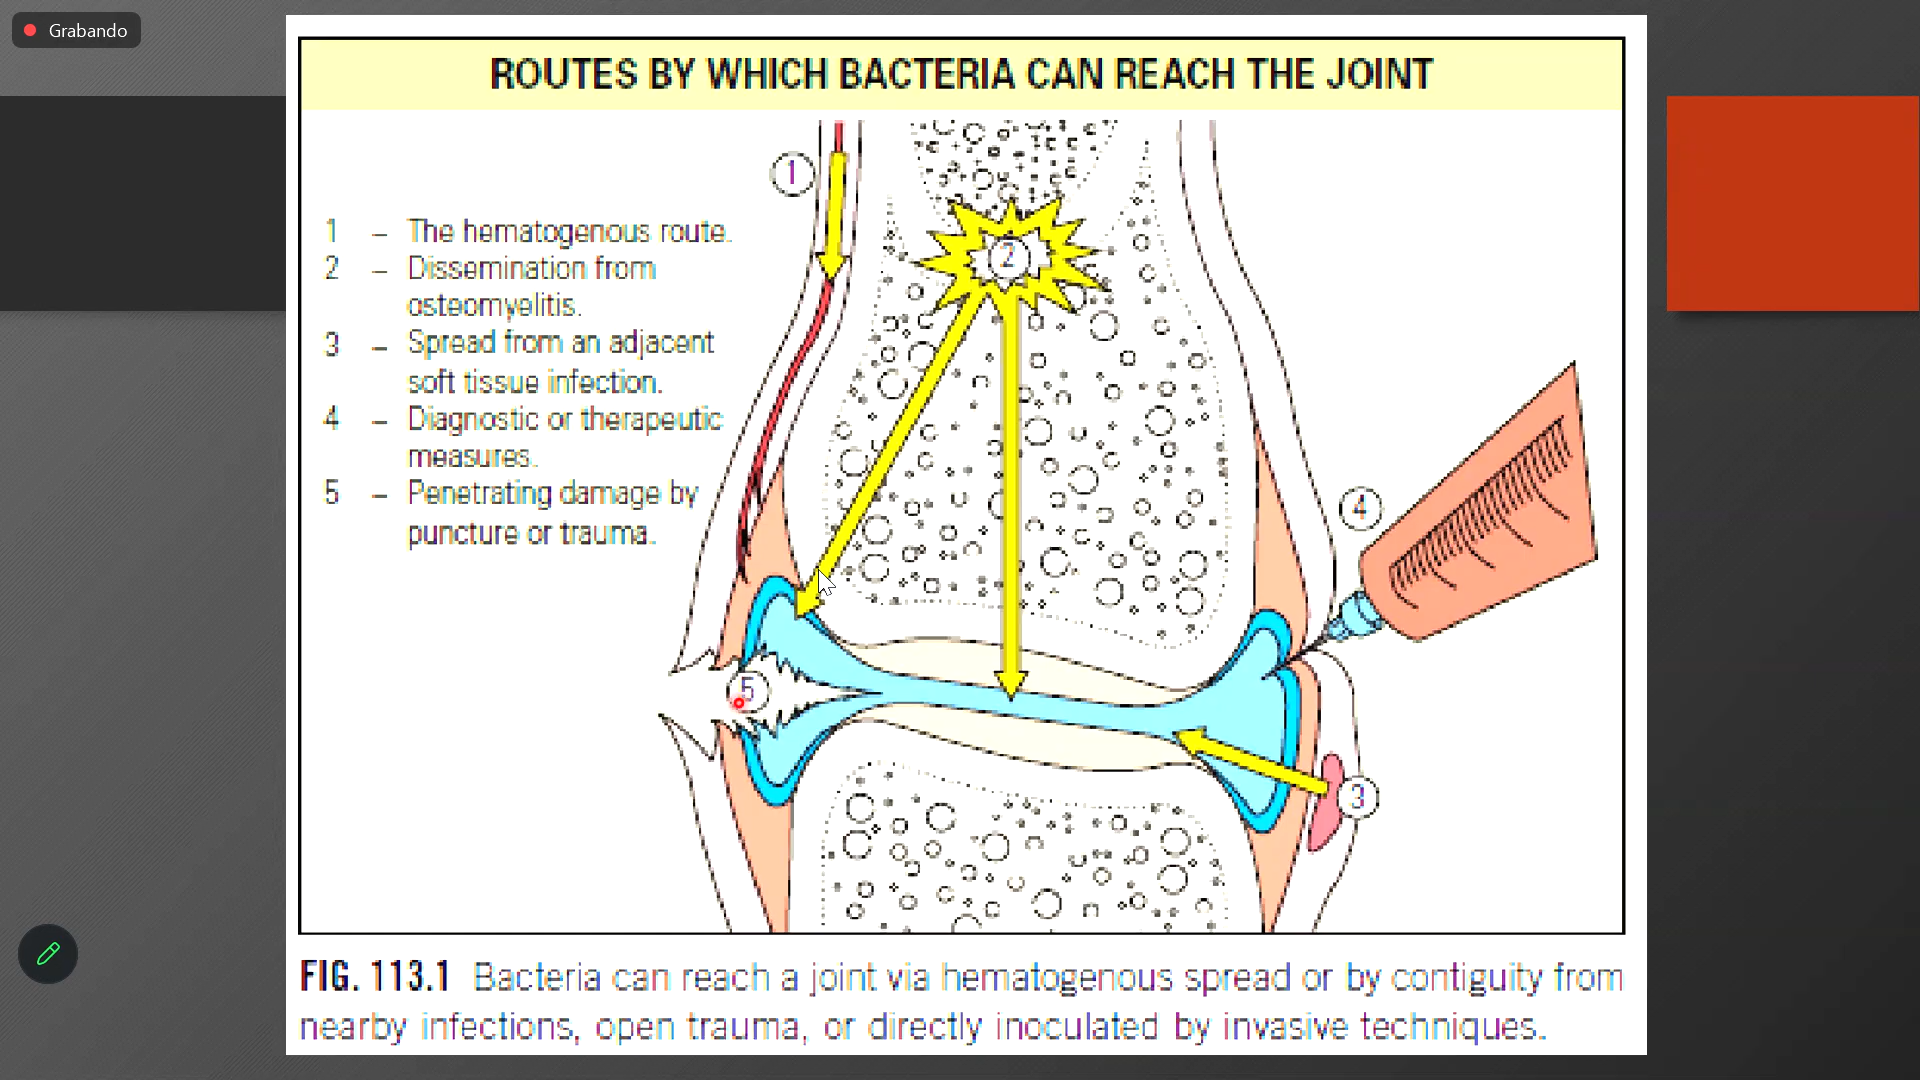 Grabando
ROUTES BY WHICH BACTERIA CAN REACH THE JOINT
1 – The hematogenous route.
2 – Dissemination from
osteomyelitis.
3 – Spread from an adjacent
soft tissue infection.
4 – Diagnostic or therapeutic
measures.
5 – Penetrating damage by
puncture or trauma.
1
2
4
5
3
FIG. 113.1 Bacteria can reach a joint via hematogenous spread or by contiguity from
nearby infections, open trauma, or directly inoculated by invasive techniques.